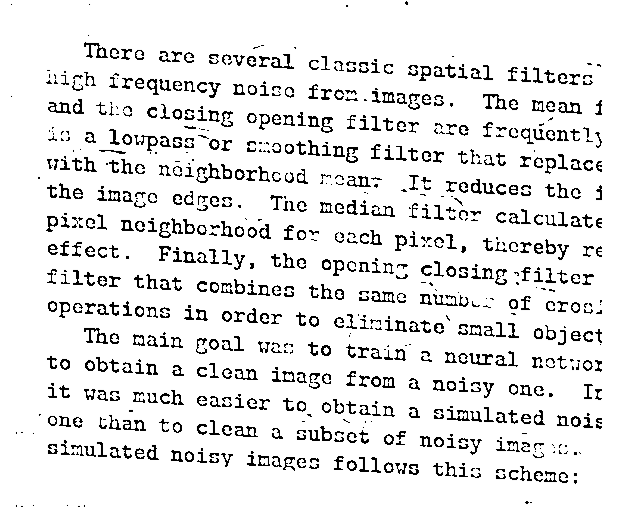 There are several classic spatial filters
high frequency noise from images. The mean f
and the closing opening filter are frequently
is a lowpass or smoothing filter that replace
with the neighborhood mean. It reduces the i
the image edges. The median filter calculate
pixel neighborhood for each pixel, thereby re
effect. Finally, the opening closing filter
filter that combines the same number of erosi
operations in order to eliminate small object
The main goal was to train a neural networ
to obtain a clean image from a noisy one. In
it was much easier to obtain a simulated nois
one than to clean a subset of noisy images.
simulated noisy images follows this scheme: